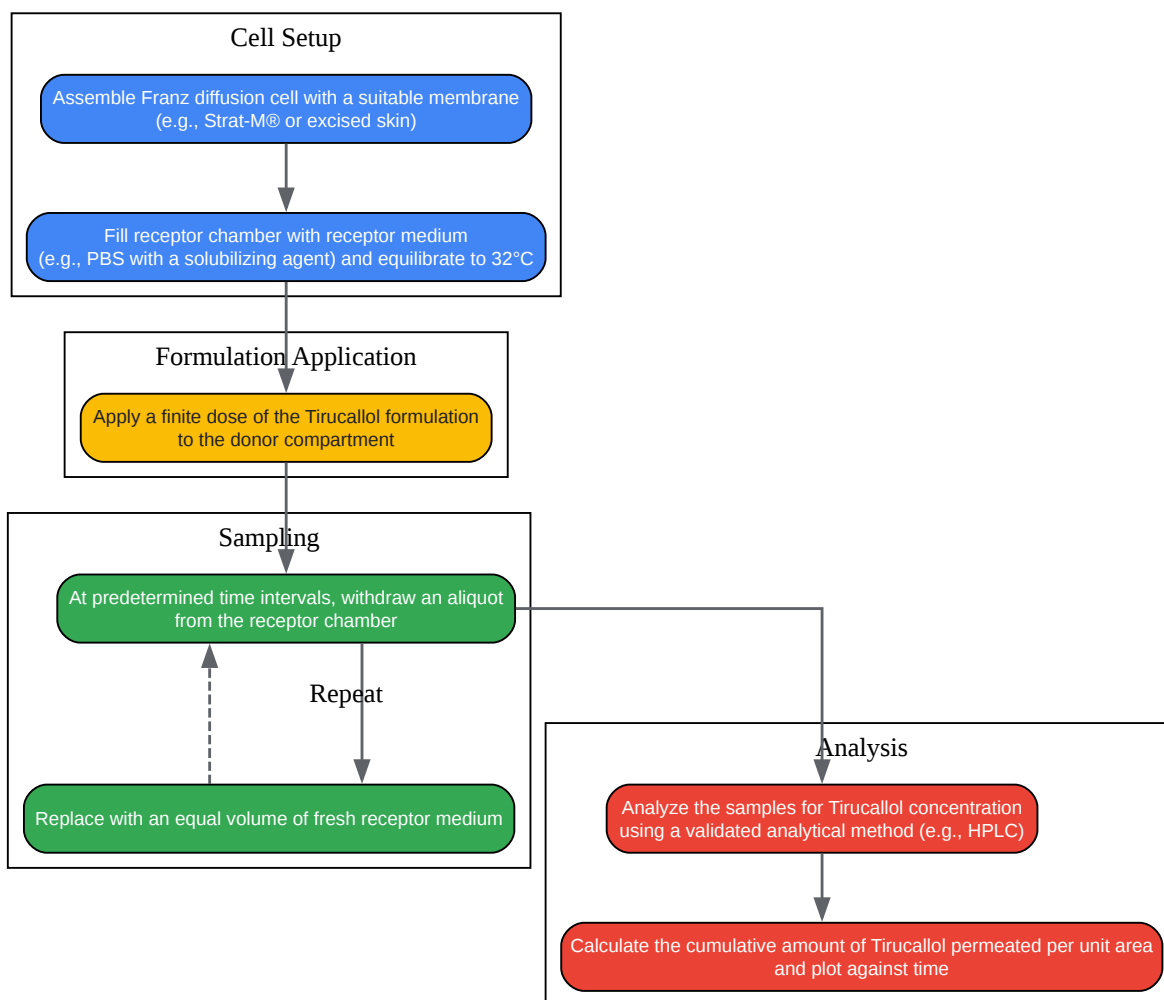 Cell Setup
Assemble Franz diffusion cell with a suitable membrane
(e.g., Strat-M® or excised skin)
Fill receptor chamber with receptor medium
(e.g., PBS with a solubilizing agent) and equilibrate to 32°C
Formulation Application
Apply a finite dose of the Tirucallol formulation
to the donor compartment
Sampling
At predetermined time intervals, withdraw an aliquot
from the receptor chamber
Repeat
Replace with an equal volume of fresh receptor medium
Analysis
Analyze the samples for Tirucallol concentration
using a validated analytical method (e.g., HPLC)
Calculate the cumulative amount of Tirucallol permeated per unit area
and plot against time